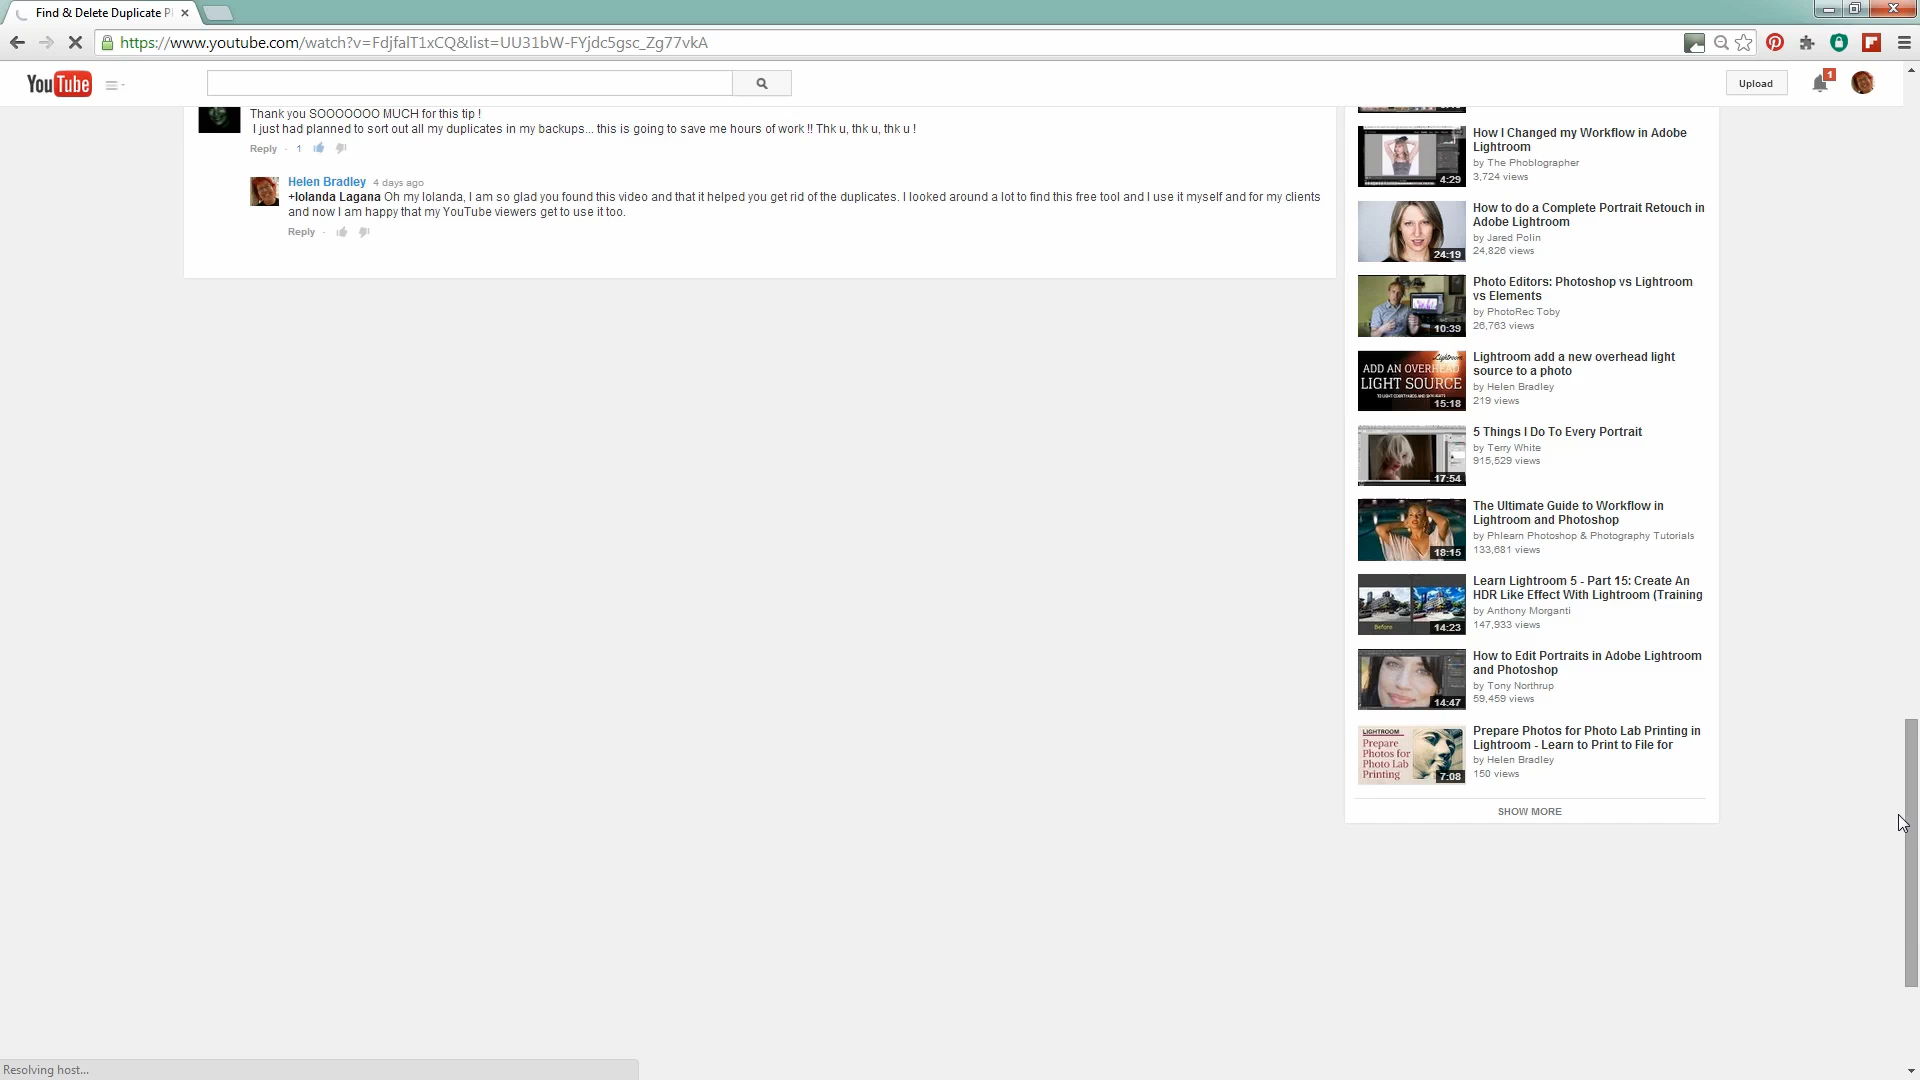 Find & Delete Duplicate P
https://www.youtube.com/watch?v=FdjfalT1xCQ&list=UU31bW-FYjdc5gsc_Zg77vkA
YouTube
Upload
1
Thank you SOOOOOOO MUCH for this tip !
I just had planned to sort out all my duplicates in my backups... this is going to save me hours of work !! Thk u, thk u, thk u !
Reply · 1
Helen Bradley 4 days ago
+Iolanda Lagana Oh my Iolanda, I am so glad you found this video and that it helped you get rid of the duplicates. I looked around a lot to find this free tool and I use it myself and for my clients
and now I am happy that my YouTube viewers get to use it too.
Reply ·
How I Changed my Workflow in Adobe
Lightroom
by The Phoblographer
3,724 views
4:29
How to do a Complete Portrait Retouch in
Adobe Lightroom
by Jared Polin
24,826 views
24:19
Photo Editors: Photoshop vs Lightroom
vs Elements
by PhotoRec Toby
26,763 views
10:39
Lightroom
ADD AN OVERHEAD
LIGHT SOURCE
15:18
Lightroom add a new overhead light
source to a photo
by Helen Bradley
219 views
5 Things I Do To Every Portrait
by Terry White
915,529 views
17:54
The Ultimate Guide to Workflow in
Lightroom and Photoshop
by Phlearn Photoshop & Photography Tutorials
133,681 views
18:15
Learn Lightroom 5 - Part 15: Create An
HDR Like Effect With Lightroom (Training
by Anthony Morganti
147,933 views
Before
14:23
How to Edit Portraits in Adobe Lightroom
and Photoshop
by Tony Northrup
59,459 views
14:47
LIGHTROOM
Prepare
Photos for
Photo Lab
Printing
7:08
Prepare Photos for Photo Lab Printing in
Lightroom - Learn to Print to File for
by Helen Bradley
150 views
SHOW MORE
Resolving host...